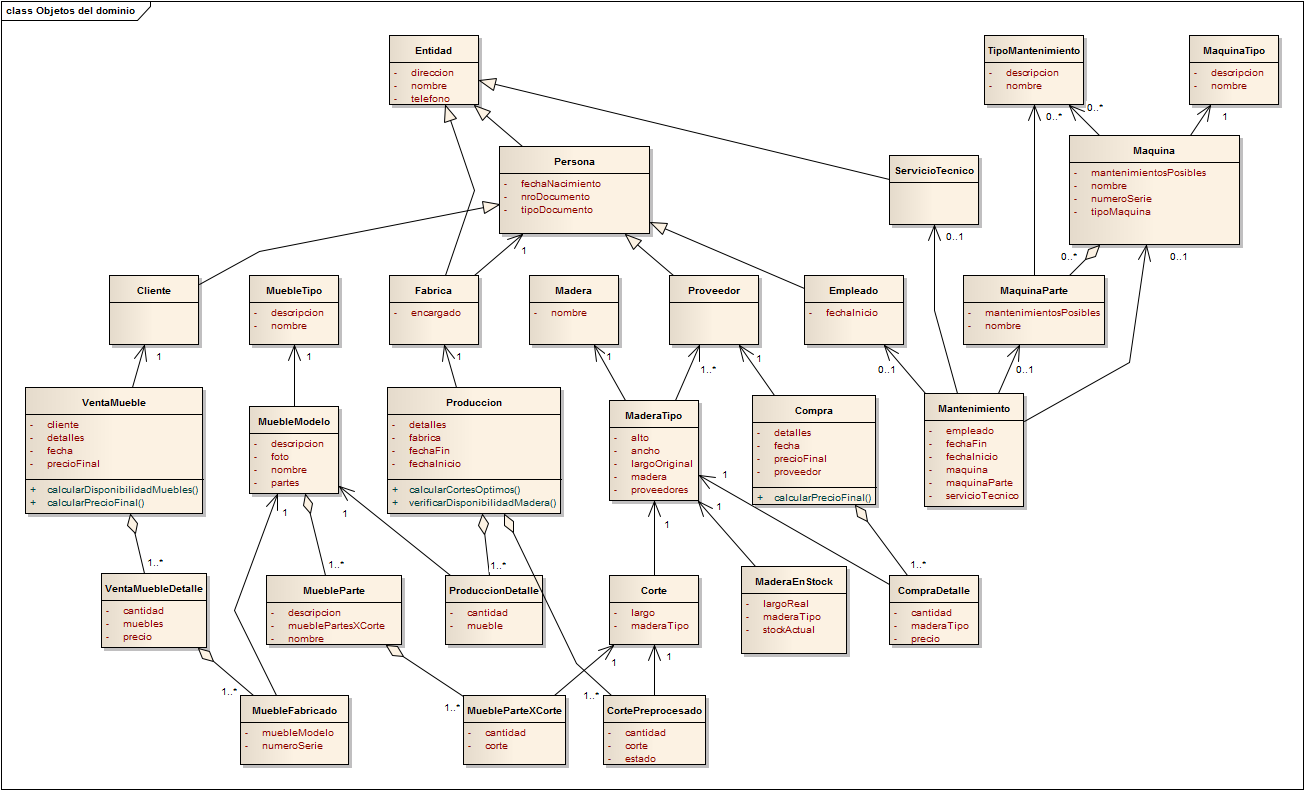 class Objetos del dominio
Entidad
- direccion
- nombre
- telefono
TipoMantenimiento
- descripcion
- nombre
MaquinaTipo
- descripcion
- nombre
0..*
0..*
1
Persona
- fechaNacimiento
- nroDocumento
- tipoDocumento
ServicioTecnico
Maquina
- mantenimientosPosibles
- nombre
- numeroSerie
- tipoMaquina
1
0..1
0..*
0..1
Cliente
MuebleTipo
- descripcion
- nombre
Fabrica
- encargado
Madera
- nombre
Proveedor
Empleado
- fechaInicio
MaquinaParte
- mantenimientosPosibles
- nombre
1
1
1
1
1..*
1
0..1
0..1
VentaMueble
- cliente
- detalles
- fecha
- precioFinal
+ calcularDisponibilidadMuebles()
+ calcularPrecioFinal()
MuebleModelo
- descripcion
- foto
- nombre
- partes
Produccion
- detalles
- fabrica
- fechaFin
- fechaInicio
+ calcularCortesOptimos()
+ verificarDisponibilidadMadera()
MaderaTipo
- alto
- ancho
- largoOriginal
- madera
- proveedores
Compra
- detalles
- fecha
- precioFinal
- proveedor
+ calcularPrecioFinal()
Mantenimiento
- empleado
- fechaFin
- fechaInicio
- maquina
- maquinaParte
- servicioTecnico
1
1
1
1
1
1..*
1..*
1..*
1..*
VentaMuebleDetalle
- cantidad
- muebles
- precio
MuebleParte
- descripcion
- mueblePartesXCorte
- nombre
ProduccionDetalle
- cantidad
- mueble
Corte
- largo
- maderaTipo
MaderaEnStock
- largoReal
- maderaTipo
- stockActual
CompraDetalle
- cantidad
- maderaTipo
- precio
1
1
1..*
1..*
1..*
MuebleFabricado
- muebleModelo
- numeroSerie
MuebleParteXCorte
- cantidad
- corte
CortePreprocesado
- cantidad
- corte
- estado